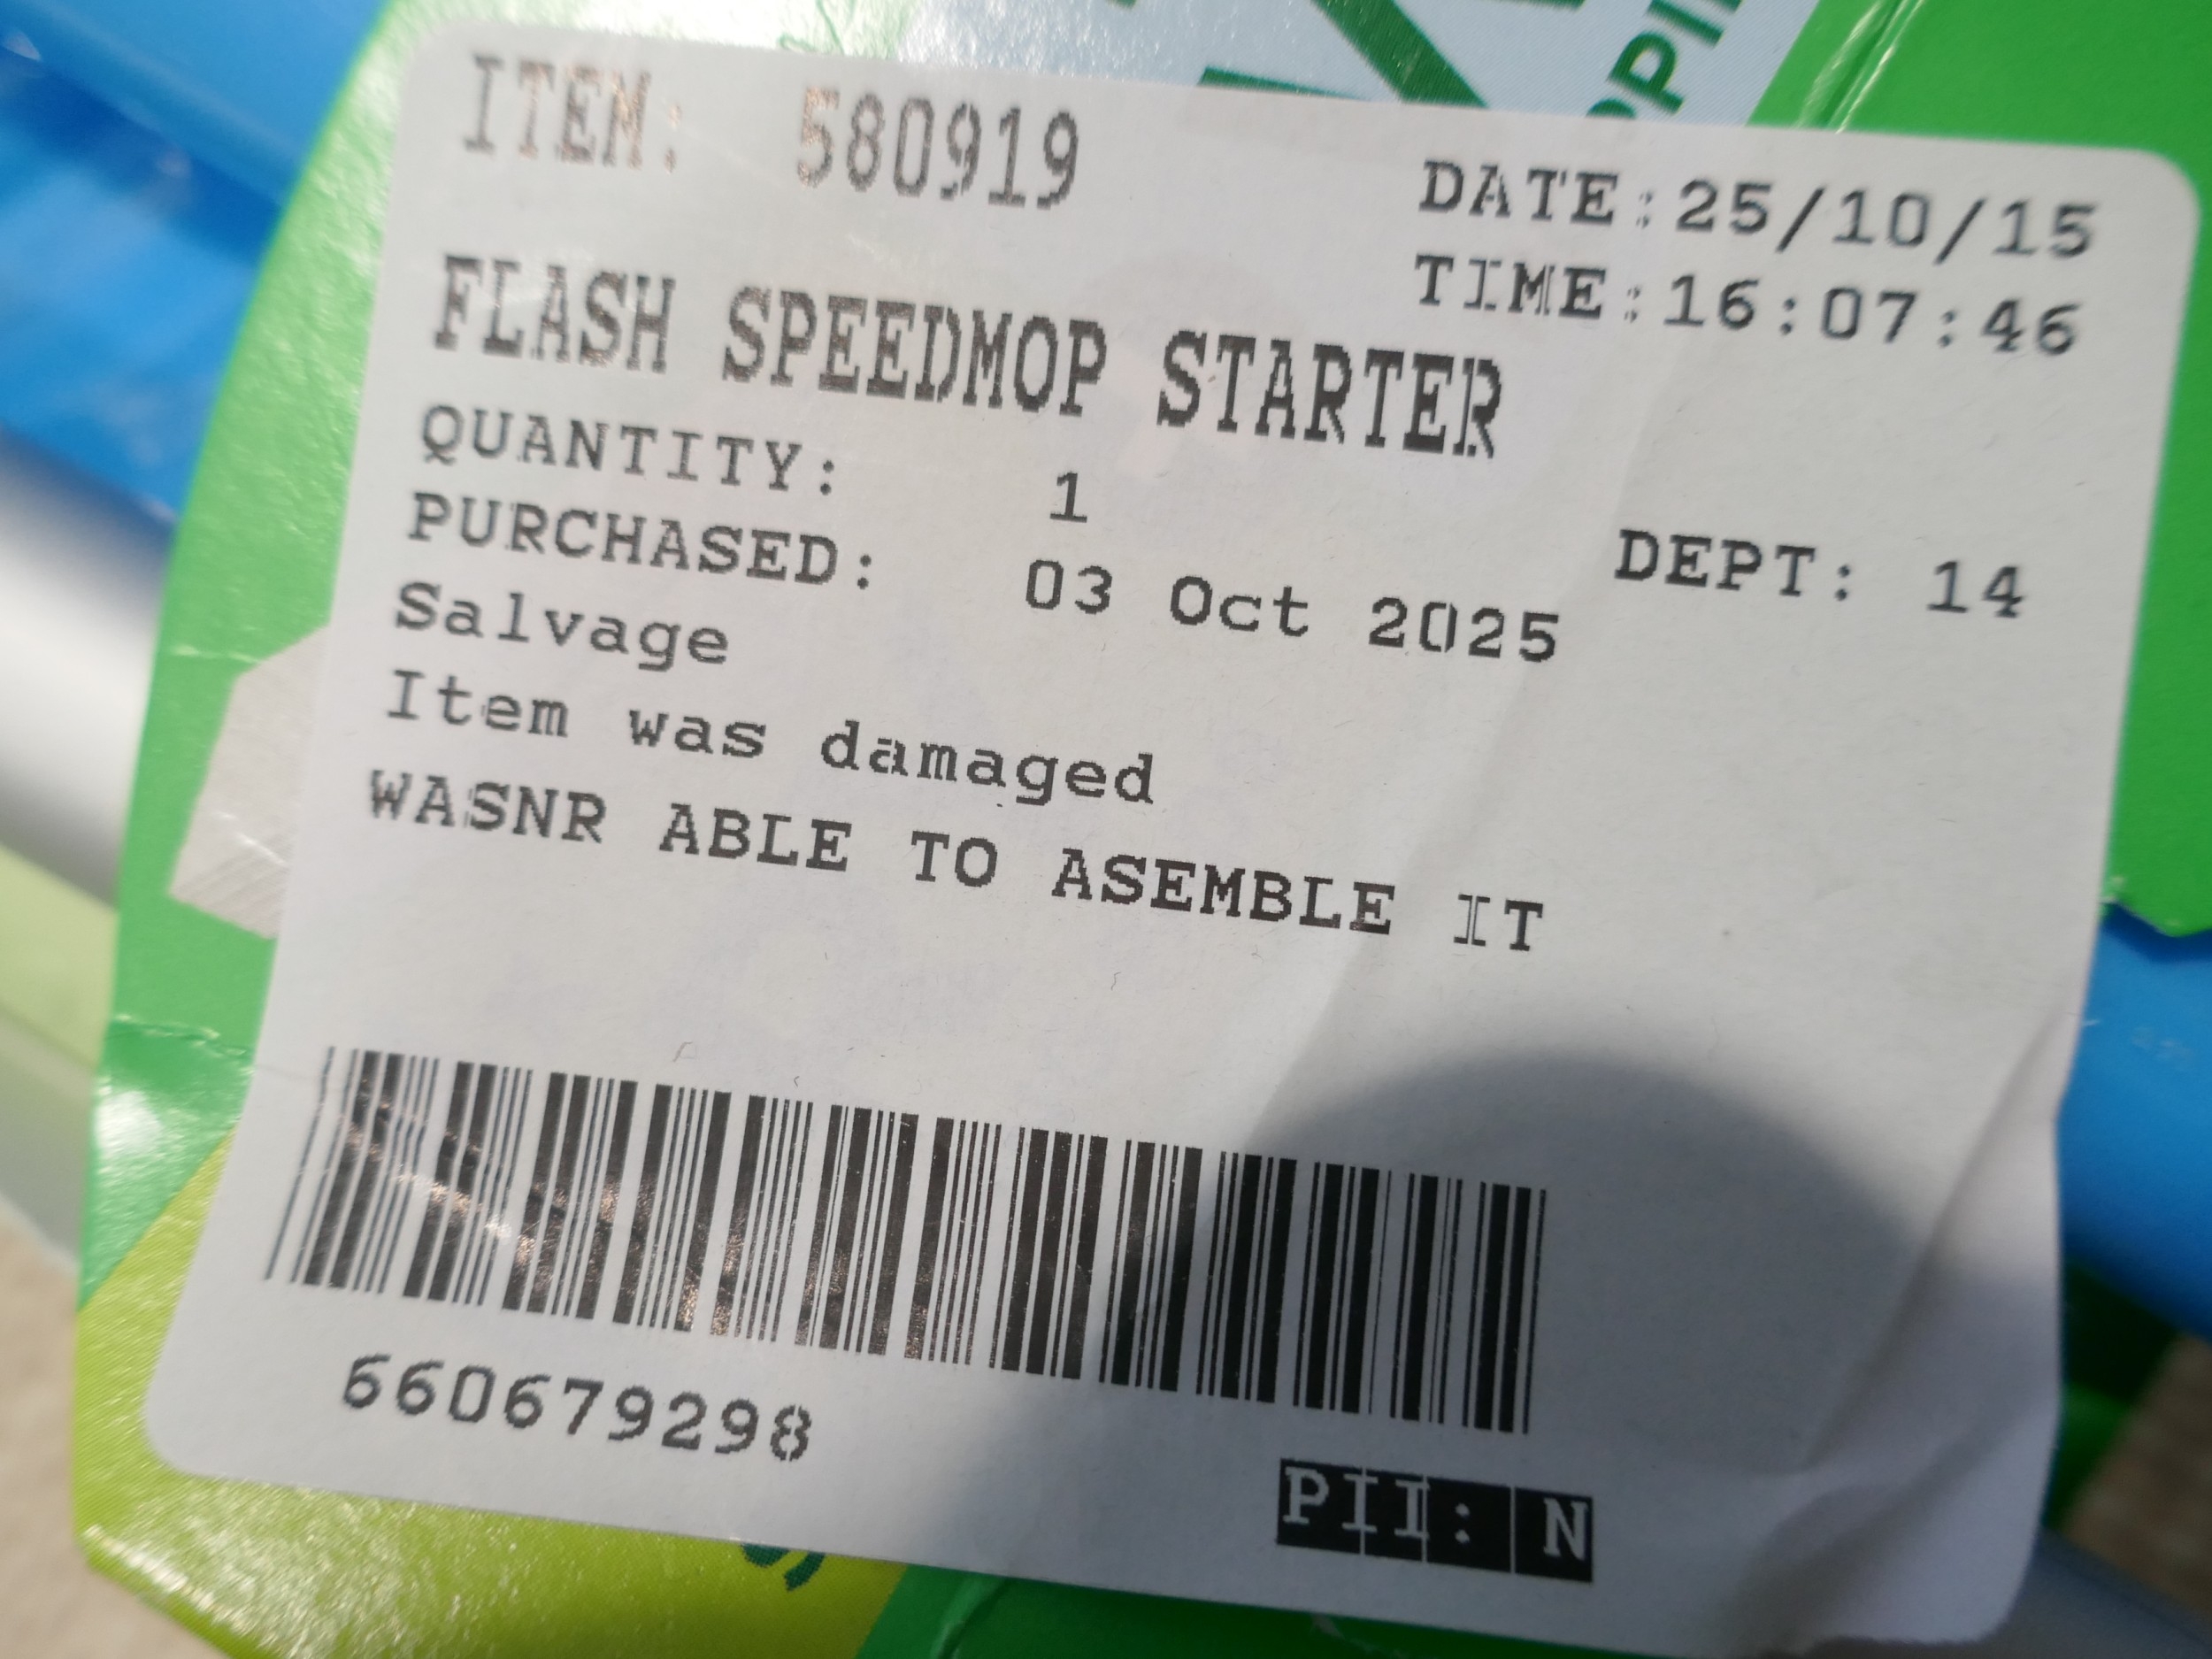 ITEM: 580919
DATE:25/10/15
TIME:16:07:46
FLASH SPEEDMOP STARTER
QUANTITY: 1
DEPT: 14
PURCHASED: 03 Oct 2025
Salvage
Item was damaged
WASNR ABLE TO ASEMBLE IT
660679298
PII: N